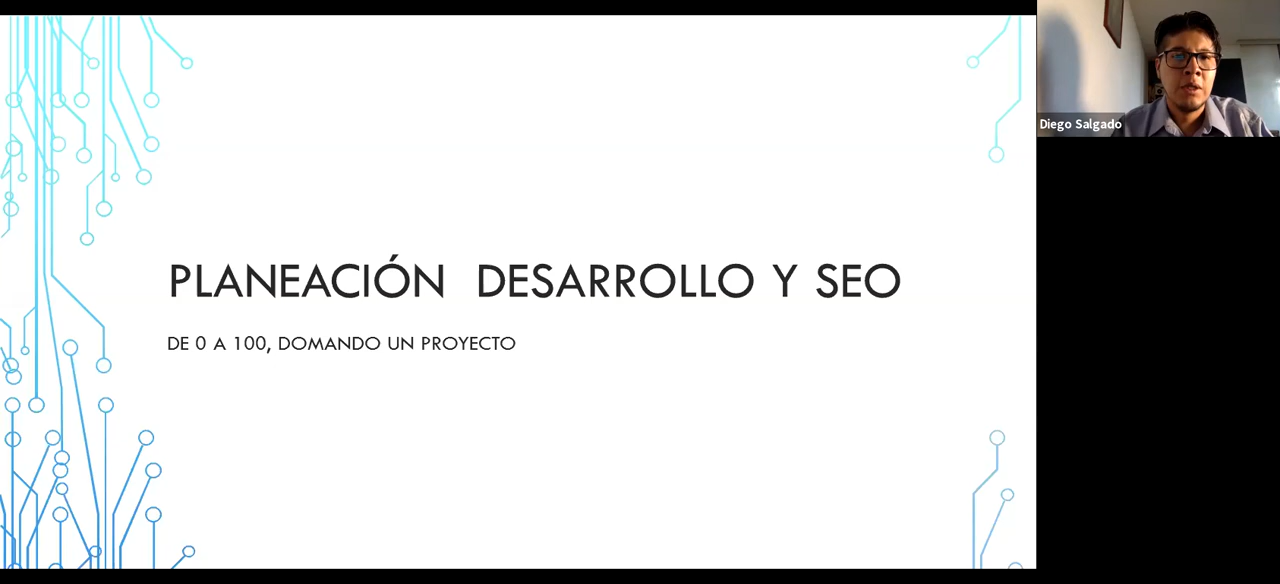 PLANEACIÓN DESARROLLO Y SEO
DE 0 A 100, DOMANDO UN PROYECTO
Diego Salgado